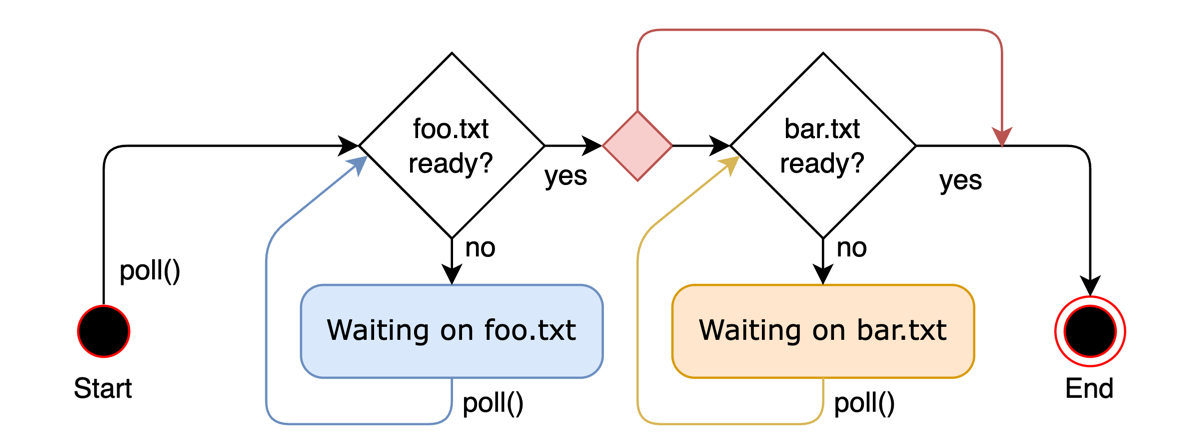 foo.txt
ready?
bar.txt
ready?
yes
yes
no
no
poll()
Waiting on foo.txt
Waiting on bar.txt
Start
End
poll()
poll()